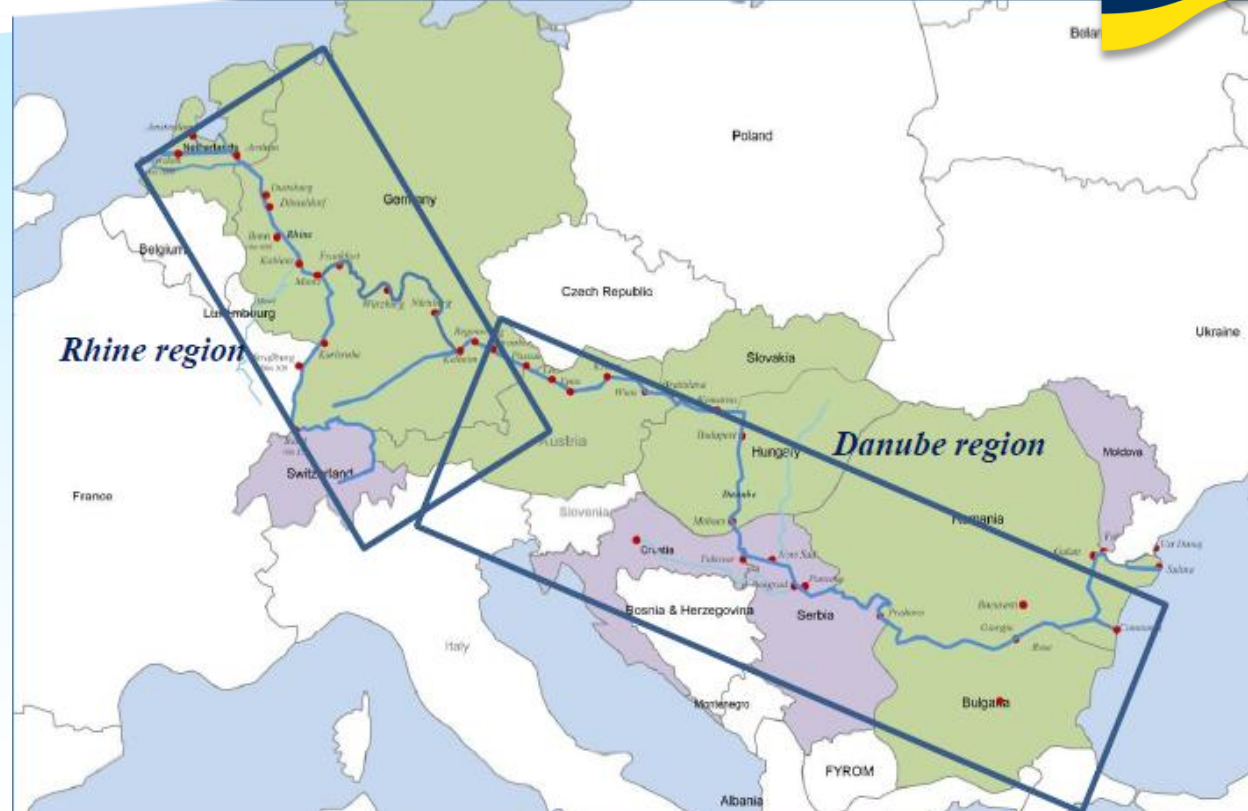 Belar
Poland
Netherlands
Arnhem
Duisburg
Düsseldorf
Germany
Bonn
Rhine
Belgium
Koblenz
Frankfurt
Mainz
Czech Republic
Würzburg
Nürnberg
Luxembourg
Ukraine
Rhine region
Karlsruhe
Kelheim
Passau
Slovakia
Wien
Bratislava
Komarno
Budapest
Hungary
Danube region
Austria
Moldova
Switzerland
France
Danube
Slovenia
Mohacs
Romania
Croatia
Vukovar
Novi Sad
Galati
Sulina
Beograd
Pancevo
Bosnia & Herzegovina
Serbia
Prahovo
Bucuresti
Giurgiu
Constanta
Ruse
Italy
Montenegro
Bulgaria
FYROM
Albania